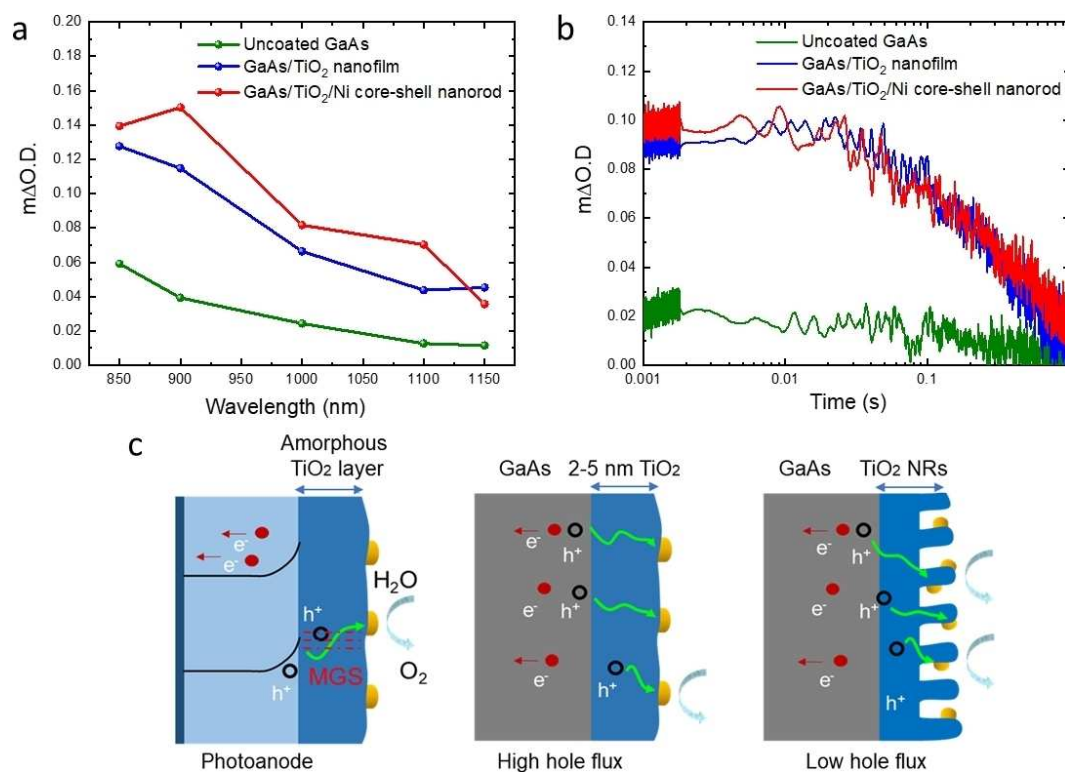 a
Uncoated GaAs
GaAs/TiO₂ nanofilm
GaAs/TiO₂/Ni core-shell nanorod
m∆O.D.
0.20
0.18
0.16
0.14
0.12
0.10
0.08
0.06
0.04
0.02
0.00
850 900 950 1000 1050 1100 1150
Wavelength (nm)
b
Uncoated GaAs
GaAs/TiO₂ nanofilm
GaAs/TiO₂/Ni core-shell nanorod
m∆O.D
0.14
0.12
0.10
0.08
0.06
0.04
0.02
0.00
0.001 0.01 0.1
Time (s)
c
Amorphous
TiO₂ layer
e⁻
e⁻
H₂O
h⁺
MGS
O₂
h⁺
Photoanode
GaAs 2-5 nm TiO₂
e⁻
h⁺
e⁻
h⁺
e⁻
h⁺
High hole flux
GaAs TiO₂ NRs
e⁻
h⁺
e⁻
h⁺
e⁻
h⁺
Low hole flux